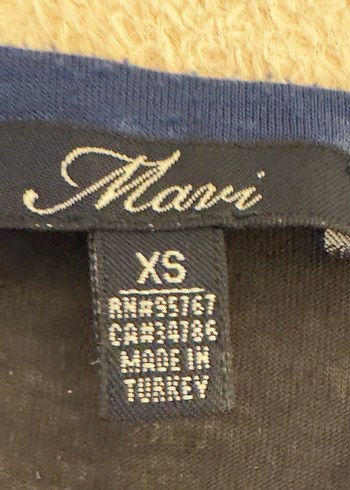 Mavi
XS
RN#95767
CA#34786
MADE IN
TURKEY